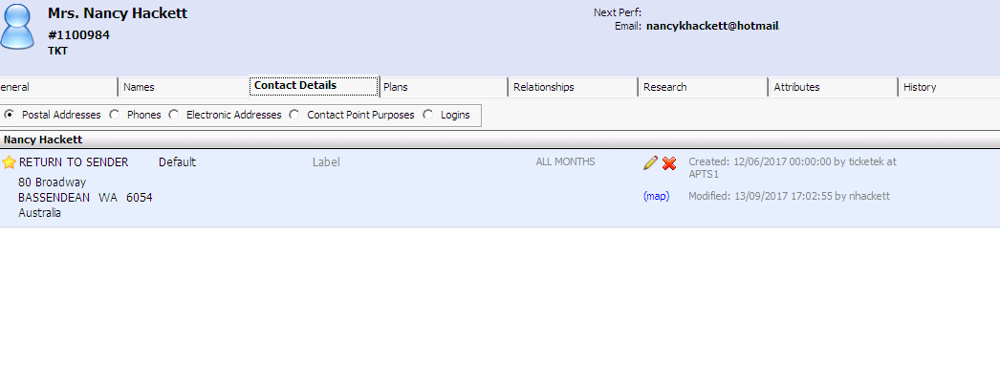 Mrs. Nancy Hackett
#1100984
TKT
Next Perf:
Email: nancykhackett@hotmail
eneral Names Contact Details Plans Relationships Research Attributes History
Postal Addresses Phones Electronic Addresses Contact Point Purposes Logins
Nancy Hackett
RETURN TO SENDER Default Label ALL MONTHS Created: 12/06/2017 00:00:00 by ticketek at
APTS1
80 Broadway
BASSENDEAN WA 6054 (map) Modified: 13/09/2017 17:02:55 by nhackett
Australia